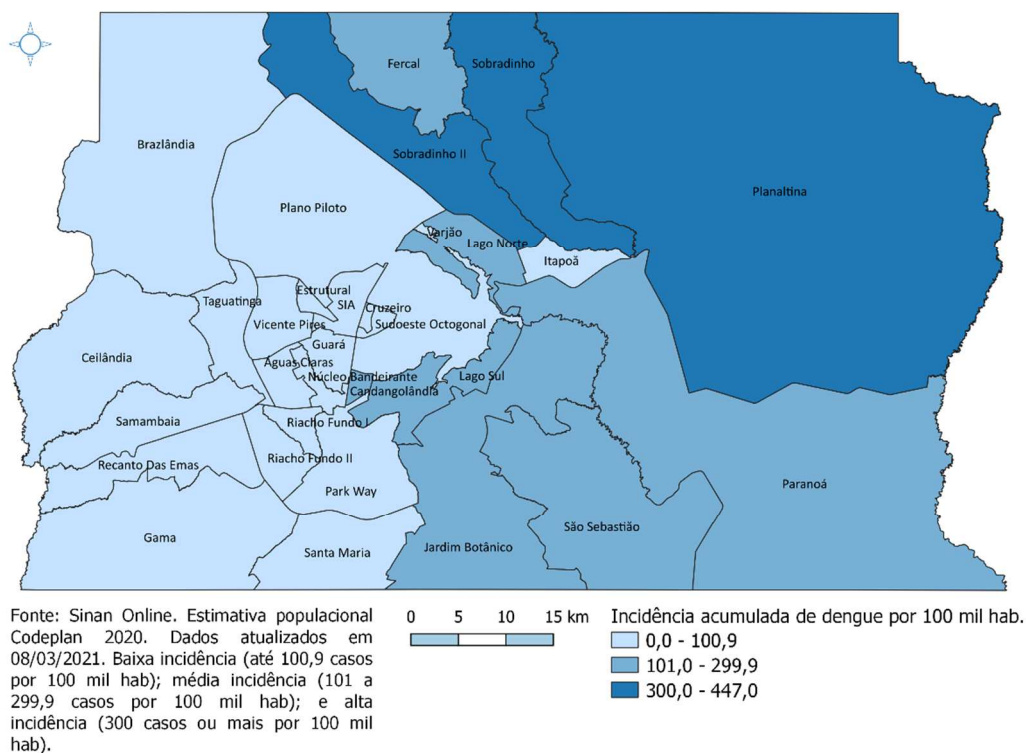 Fercal
Sobradinho
Brazlândia
Sobradinho II
Planaltina
Plano Piloto
Varjão
Lago Norte
Itapoã
Estrutural
Taguatinga
SIA
Cruzeiro
Vicente Pires
Sudoeste Octogonal
Guará
Ceilândia
Águas Claras
Núcleo Bandeirante
Lago Sul
Candangolândia
Samambaia
Riacho Fundo I
Recanto Das Emas
Riacho Fundo II
Paranoá
Park Way
São Sebastião
Gama
Santa Maria
Jardim Botânico
Fonte: Sinan Online. Estimativa populacional
Codeplan 2020. Dados atualizados em
08/03/2021. Baixa incidência (até 100,9 casos
por 100 mil hab); média incidência (101 a
299,9 casos por 100 mil hab); e alta
incidência (300 casos ou mais por 100 mil
hab).
0 5 10 15 km
Incidência acumulada de dengue por 100 mil hab.
0,0 - 100,9
101,0 - 299,9
300,0 - 447,0